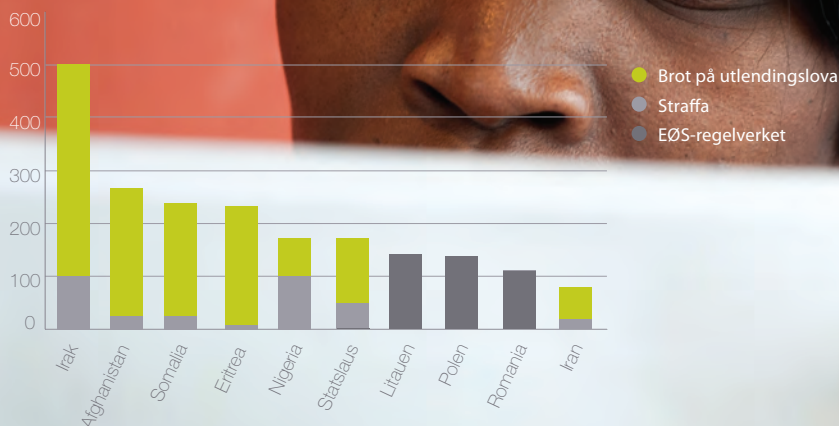 600
500
400
300
200
100
0
Brot på utlendingslova
Straffa
EØS-regelverket
Irak
Afghanistan
Somalia
Eritrea
Nigeria
Statslaus
Litauen
Polen
Romania
Iran